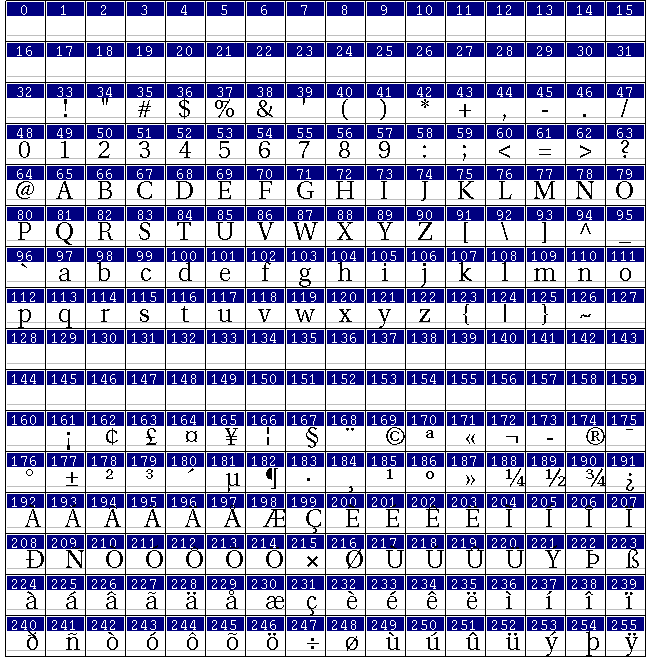 0 1 2 3 4 5 6 7 8 9 10 11 12 13 14 15
16 17 18 19 20 21 22 23 24 25 26 27 28 29 30 31
32 33 34 35 36 37 38 39 40 41 42 43 44 45 46 47
! " # $ % & ' ( ) * + , - . /
48 49 50 51 52 53 54 55 56 57 58 59 60 61 62 63
0 1 2 3 4 5 6 7 8 9 : ; < = > ?
64 65 66 67 68 69 70 71 72 73 74 75 76 77 78 79
@ A B C D E F G H I J K L M N O
80 81 82 83 84 85 86 87 88 89 90 91 92 93 94 95
P Q R S T U V W X Y Z [ \ ] ^ _
96 97 98 99 100 101 102 103 104 105 106 107 108 109 110 111
` a b c d e f g h i j k l m n o
112 113 114 115 116 117 118 119 120 121 122 123 124 125 126 127
p q r s t u v w x y z { | } ~
128 129 130 131 132 133 134 135 136 137 138 139 140 141 142 143
144 145 146 147 148 149 150 151 152 153 154 155 156 157 158 159
160 161 162 163 164 165 166 167 168 169 170 171 172 173 174 175
¡ ¢ £ ¤ ¥ ¦ § ¨ © ª « ¬ - ® ¯
176 177 178 179 180 181 182 183 184 185 186 187 188 189 190 191
° ± ² ³ ´ µ ¶ · ¸ ¹ º » ¼ ½ ¾ ¿
192 193 194 195 196 197 198 199 200 201 202 203 204 205 206 207
A A A A A A Æ Ç E E E E I I I I
208 209 210 211 212 213 214 215 216 217 218 219 220 221 222 223
Ð N O O O O O × Ø U U U U Y Þ ß
224 225 226 227 228 229 230 231 232 233 234 235 236 237 238 239
à á â ã ä å æ ç è é ê ë ì í î ï
240 241 242 243 244 245 246 247 248 249 250 251 252 253 254 255
ð ñ ò ó ô õ ö ÷ ø ù ú û ü ý þ ÿ